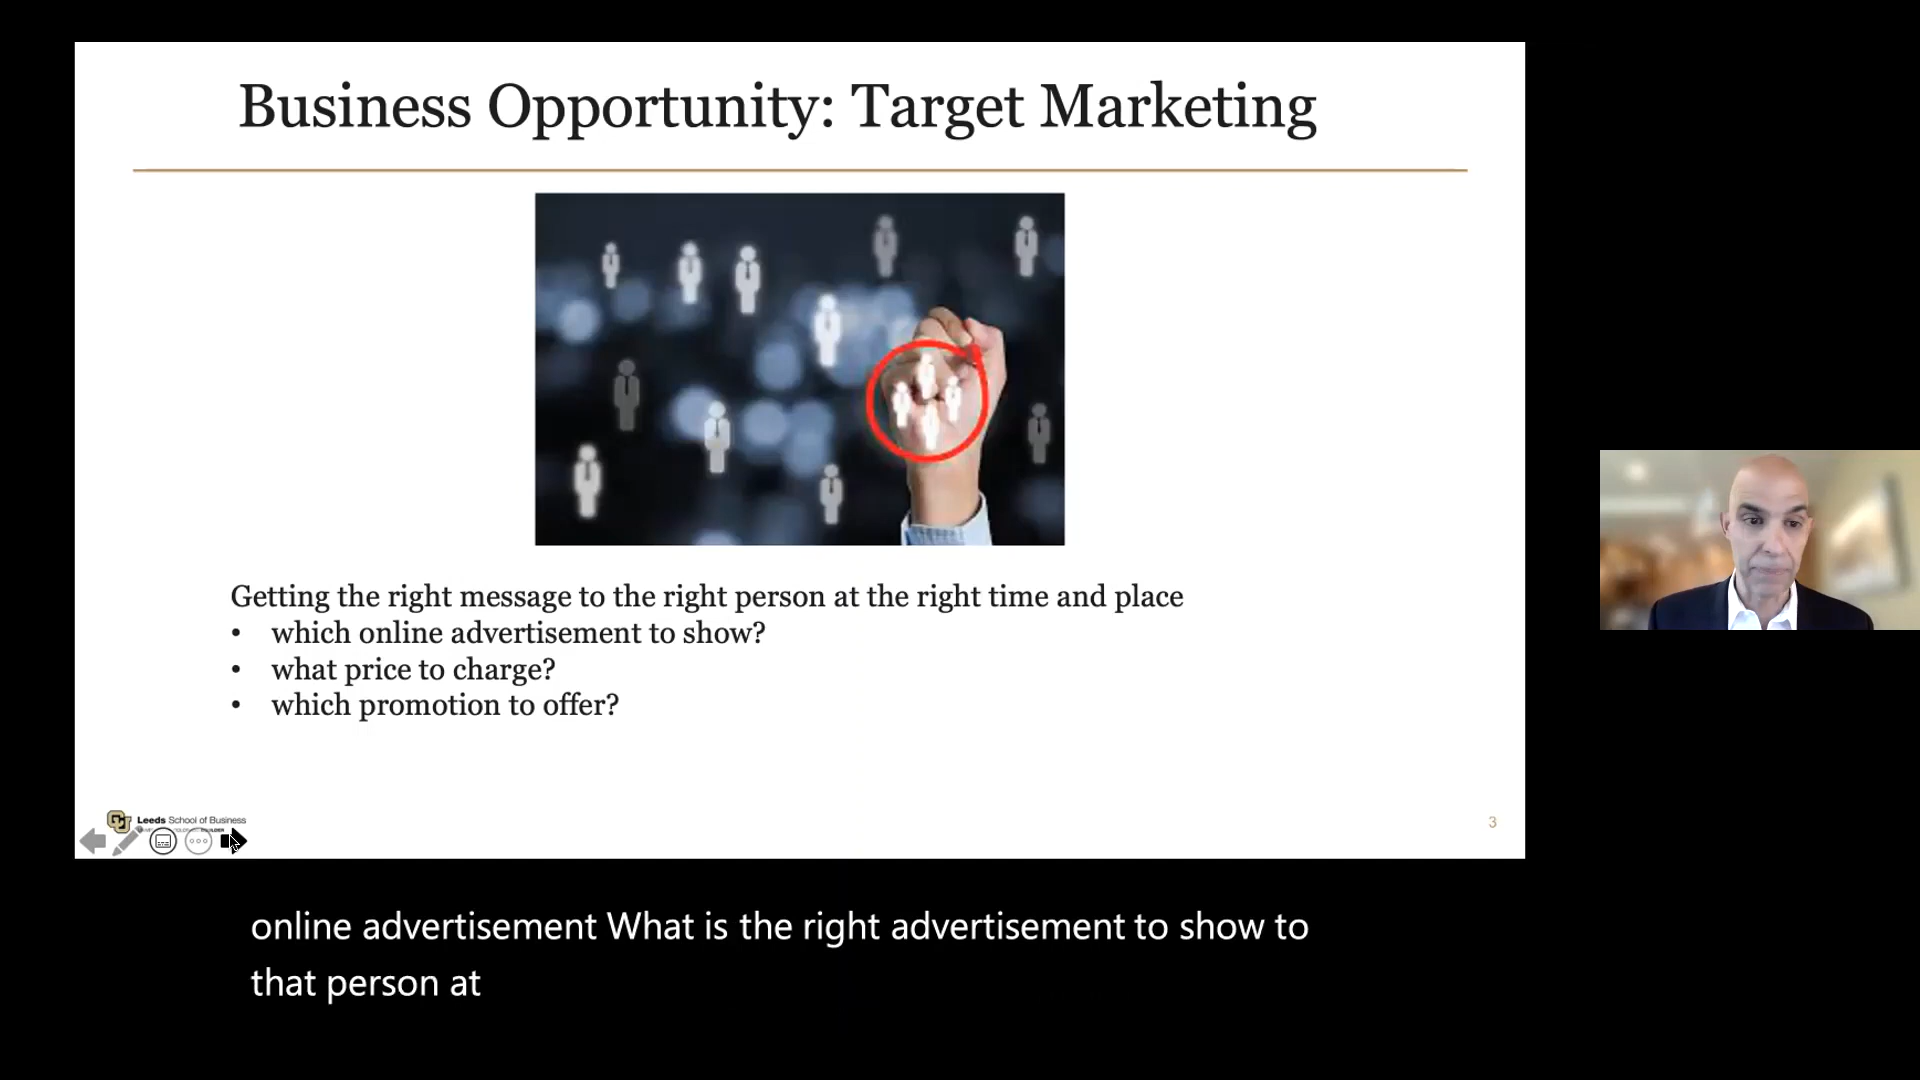 Business Opportunity: Target Marketing
Getting the right message to the right person at the right time and place
• which online advertisement to show?
• what price to charge?
• which promotion to offer?
Leeds School of Business
3
online advertisement What is the right advertisement to show to
that person at